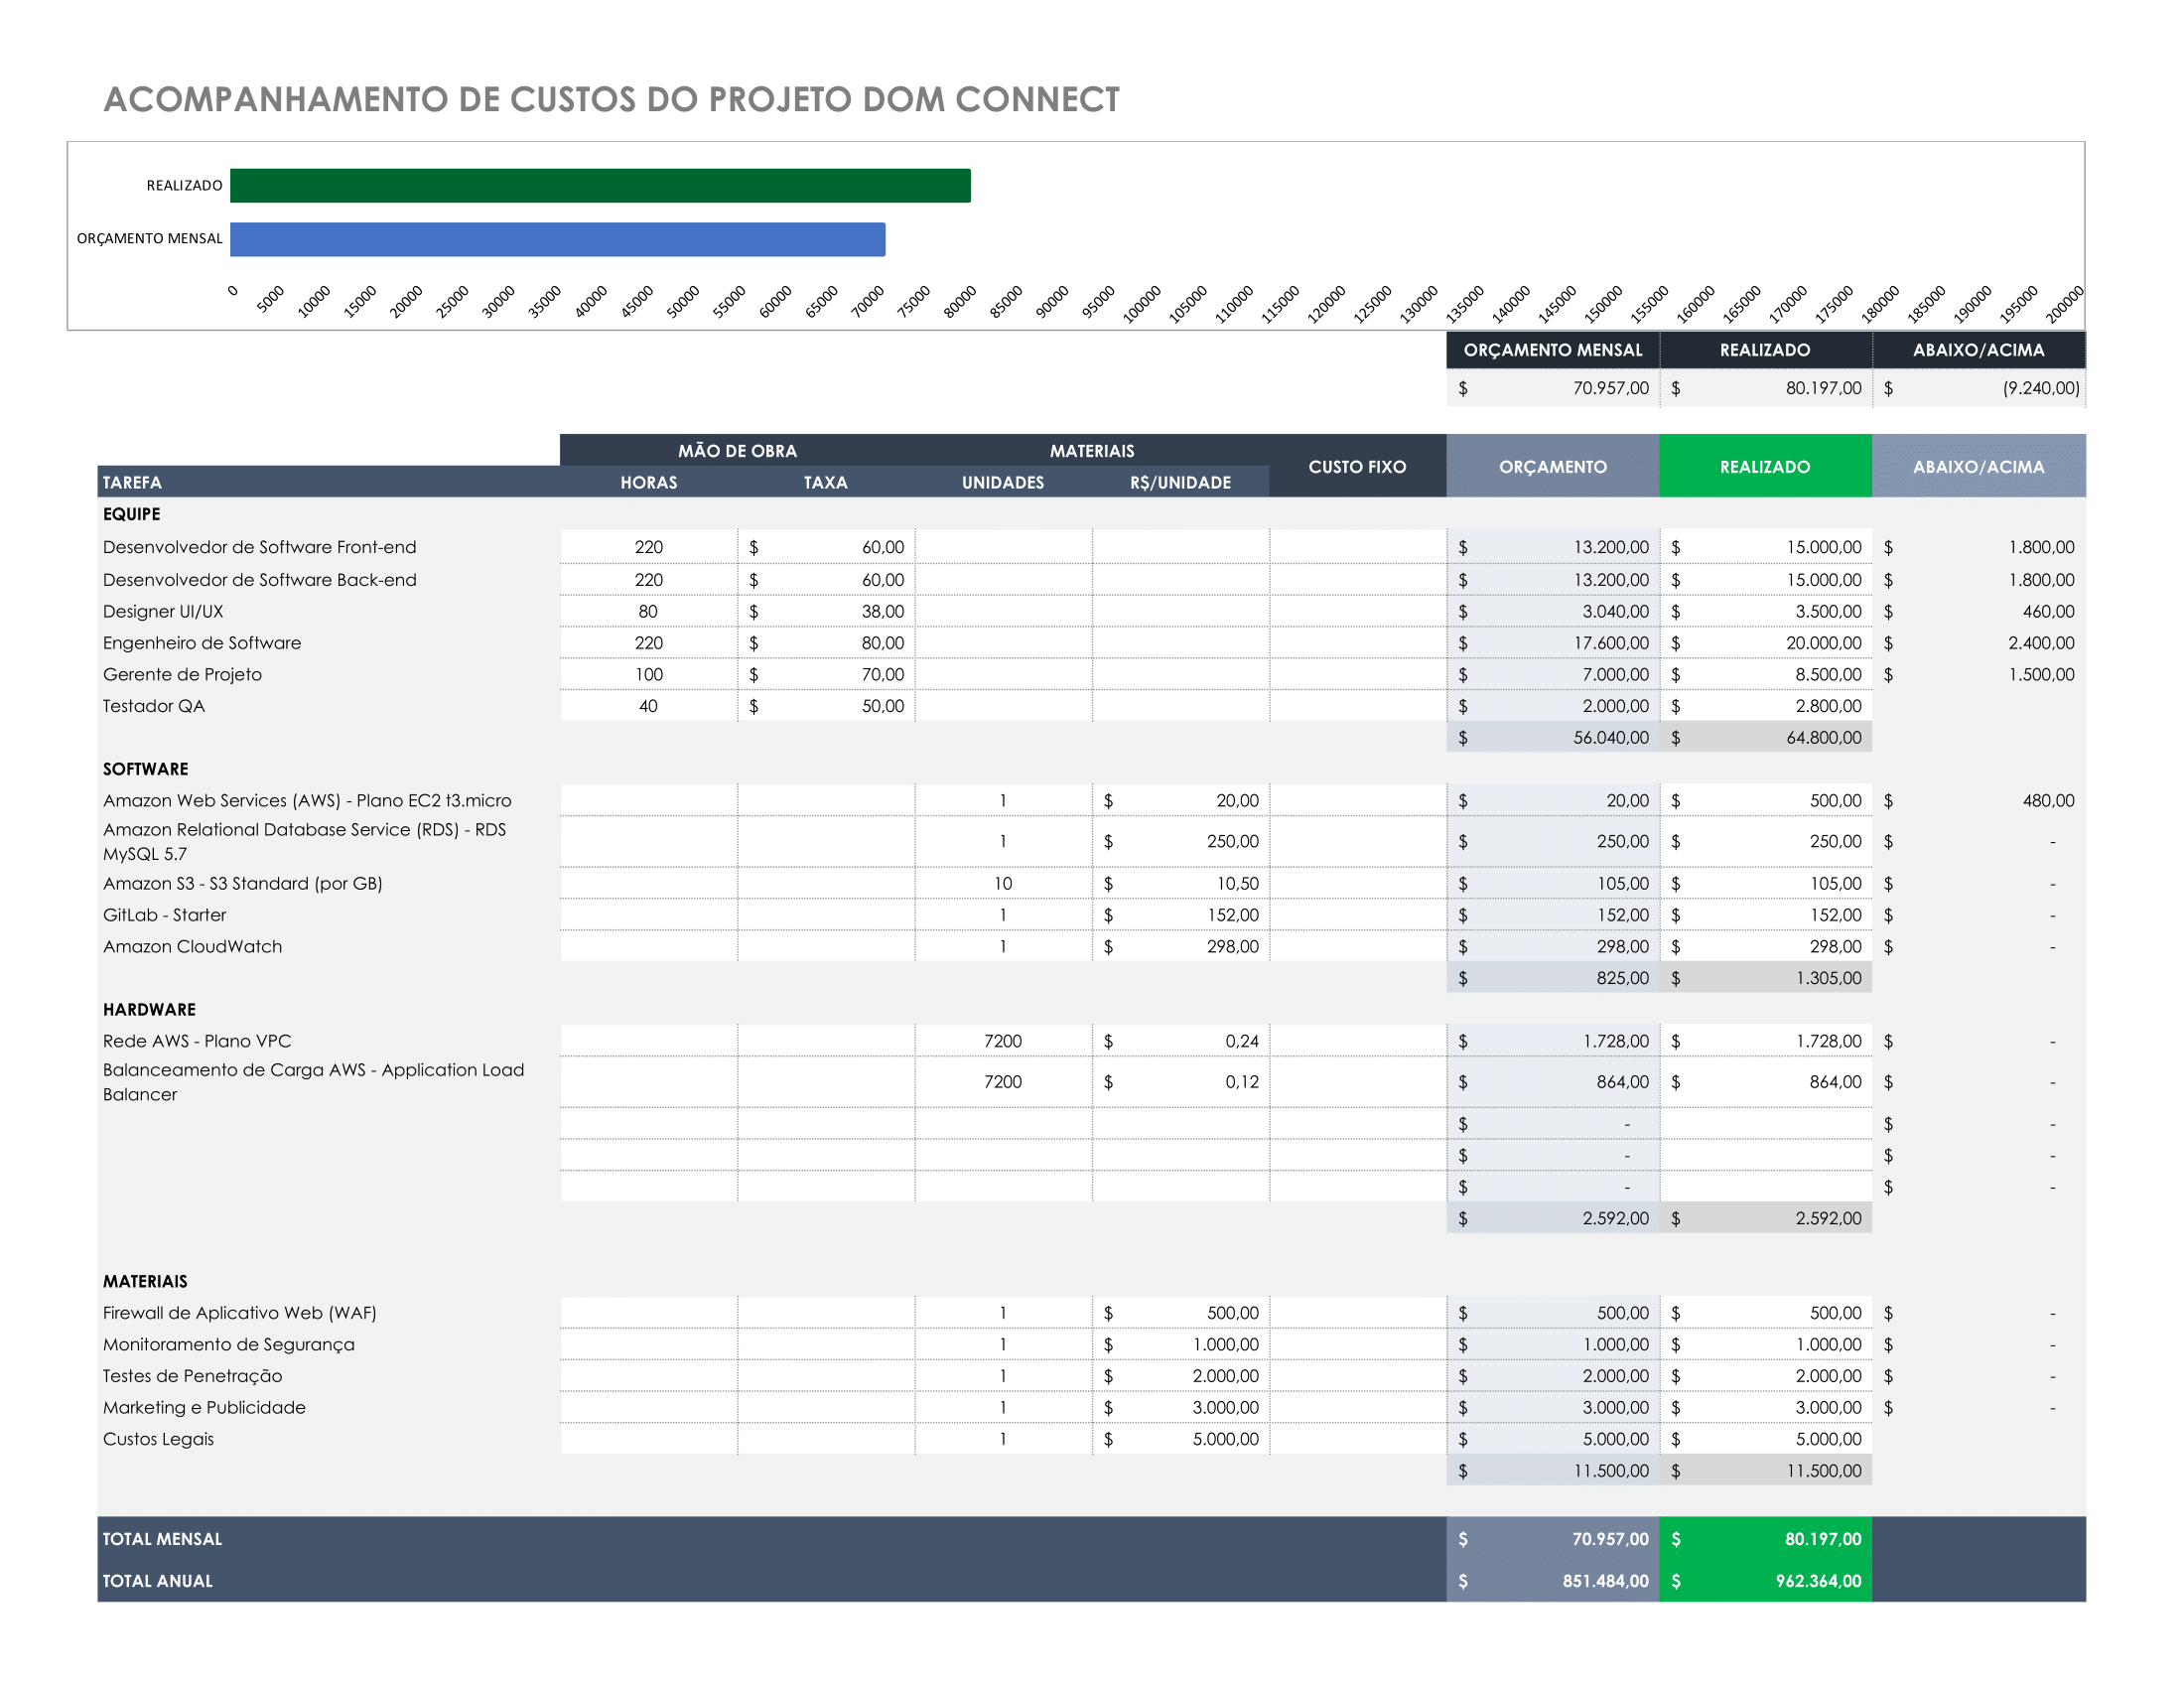 ACOMPANHAMENTO DE CUSTOS DO PROJETO DOM CONNECT
REALIZADO
ORÇAMENTO MENSAL
0 5000 10000 15000 20000 25000 30000 35000 40000 45000 50000 55000 60000 65000 70000 75000 80000 85000 90000 95000 100000 105000 110000 115000 120000 125000 130000 135000 140000 145000 150000 155000 160000 165000 170000 175000 180000 185000 190000 195000 200000
ORÇAMENTO MENSAL REALIZADO ABAIXO/ACIMA
$ 70.957,00 $ 80.197,00 $ (9.240,00)
MÃO DE OBRA MATERIAIS CUSTO FIXO ORÇAMENTO REALIZADO ABAIXO/ACIMA
TAREFA HORAS TAXA UNIDADES R$/UNIDADE
EQUIPE
Desenvolvedor de Software Front-end 220 $ 60,00 $ 13.200,00 $ 15.000,00 $ 1.800,00
Desenvolvedor de Software Back-end 220 $ 60,00 $ 13.200,00 $ 15.000,00 $ 1.800,00
Designer UI/UX 80 $ 38,00 $ 3.040,00 $ 3.500,00 $ 460,00
Engenheiro de Software 220 $ 80,00 $ 17.600,00 $ 20.000,00 $ 2.400,00
Gerente de Projeto 100 $ 70,00 $ 7.000,00 $ 8.500,00 $ 1.500,00
Testador QA 40 $ 50,00 $ 2.000,00 $ 2.800,00
$ 56.040,00 $ 64.800,00
SOFTWARE
Amazon Web Services (AWS) - Plano EC2 t3.micro 1 $ 20,00 $ 20,00 $ 500,00 $ 480,00
Amazon Relational Database Service (RDS) - RDS
MySQL 5.7 1 $ 250,00 $ 250,00 $ 250,00 $ -
Amazon S3 - S3 Standard (por GB) 10 $ 10,50 $ 105,00 $ 105,00 $ -
GitLab - Starter 1 $ 152,00 $ 152,00 $ 152,00 $ -
Amazon CloudWatch 1 $ 298,00 $ 298,00 $ 298,00 $ -
$ 825,00 $ 1.305,00
HARDWARE
Rede AWS - Plano VPC 7200 $ 0,24 $ 1.728,00 $ 1.728,00 $ -
Balanceamento de Carga AWS - Application Load
Balancer 7200 $ 0,12 $ 864,00 $ 864,00 $ -
$ - $ -
$ - $ -
$ - $ -
$ 2.592,00 $ 2.592,00
MATERIAIS
Firewall de Aplicativo Web (WAF) 1 $ 500,00 $ 500,00 $ 500,00 $ -
Monitoramento de Segurança 1 $ 1.000,00 $ 1.000,00 $ 1.000,00 $ -
Testes de Penetração 1 $ 2.000,00 $ 2.000,00 $ 2.000,00 $ -
Marketing e Publicidade 1 $ 3.000,00 $ 3.000,00 $ 3.000,00 $ -
Custos Legais 1 $ 5.000,00 $ 5.000,00 $ 5.000,00
$ 11.500,00 $ 11.500,00
TOTAL MENSAL $ 70.957,00 $ 80.197,00
TOTAL ANUAL $ 851.484,00 $ 962.364,00